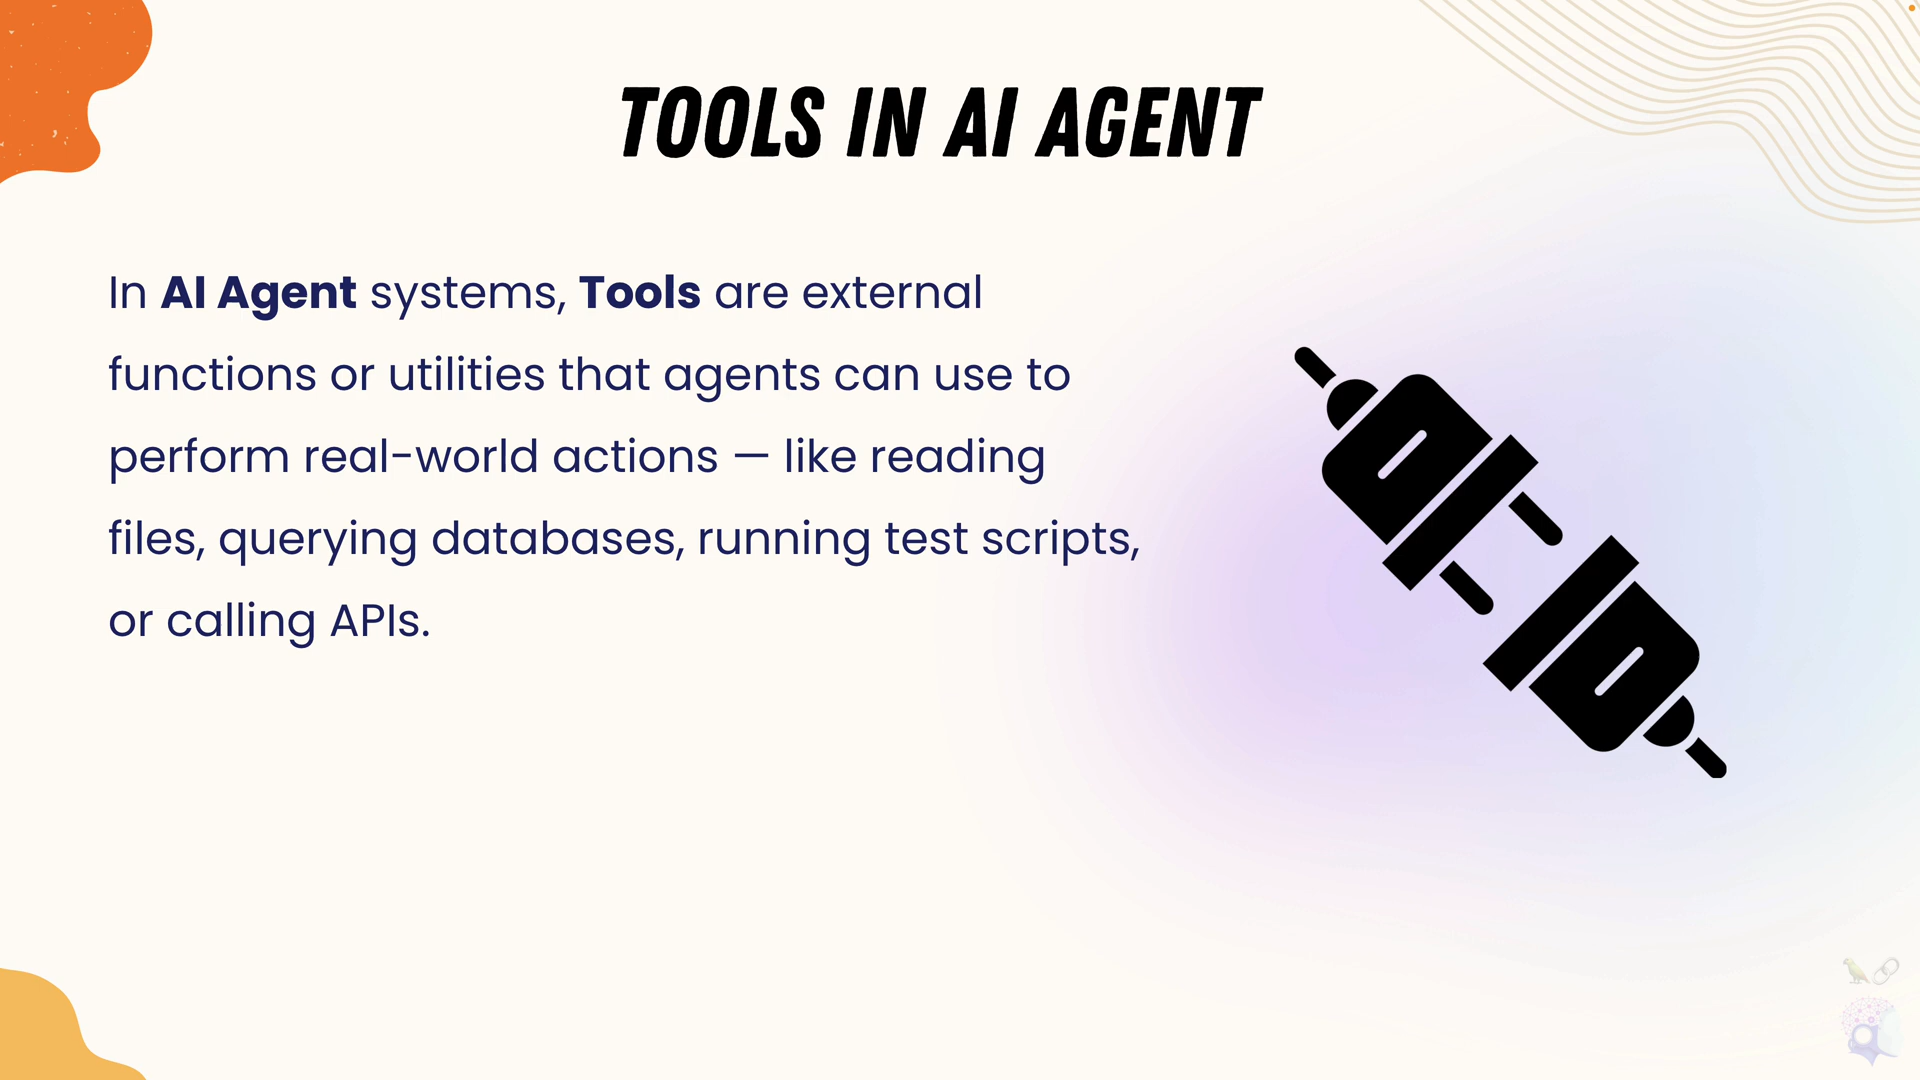 TOOLS IN AI AGENT
In AI Agent systems, Tools are external
functions or utilities that agents can use to
perform real-world actions — like reading
files, querying databases, running test scripts,
or calling APIs.